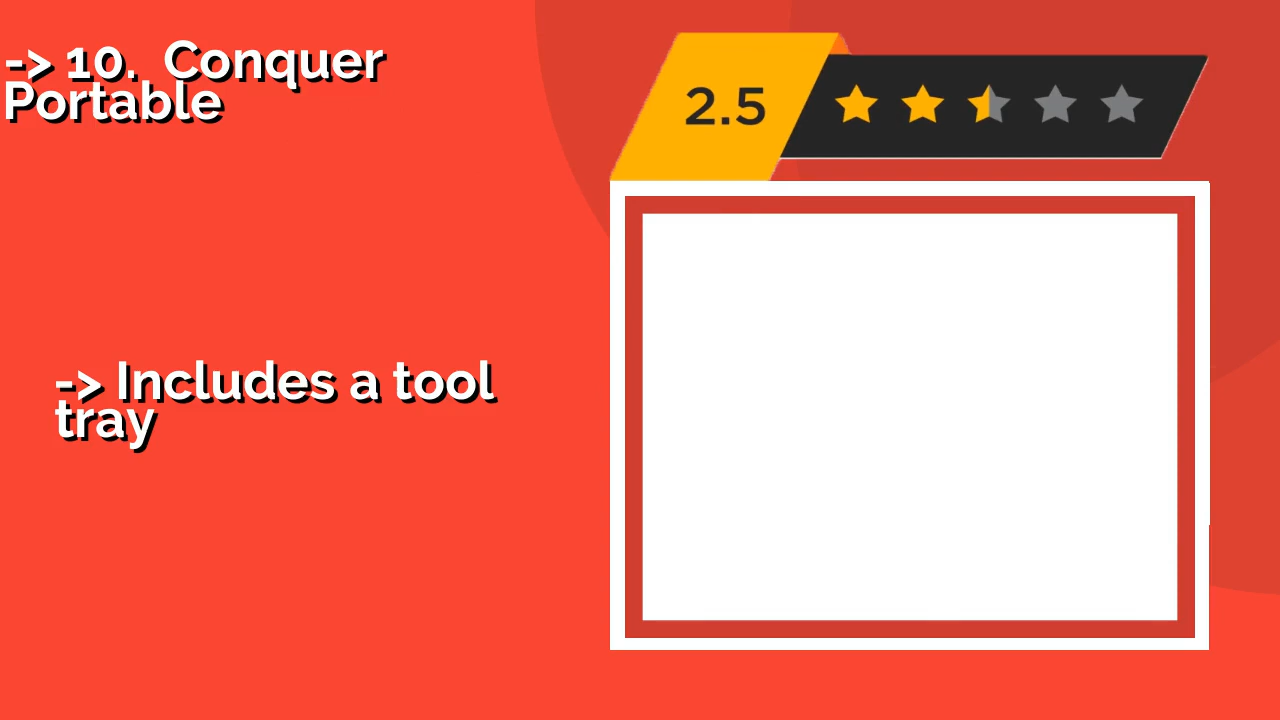 -> 10.  Conquer
Portable
2.5
-> Includes a tool
tray